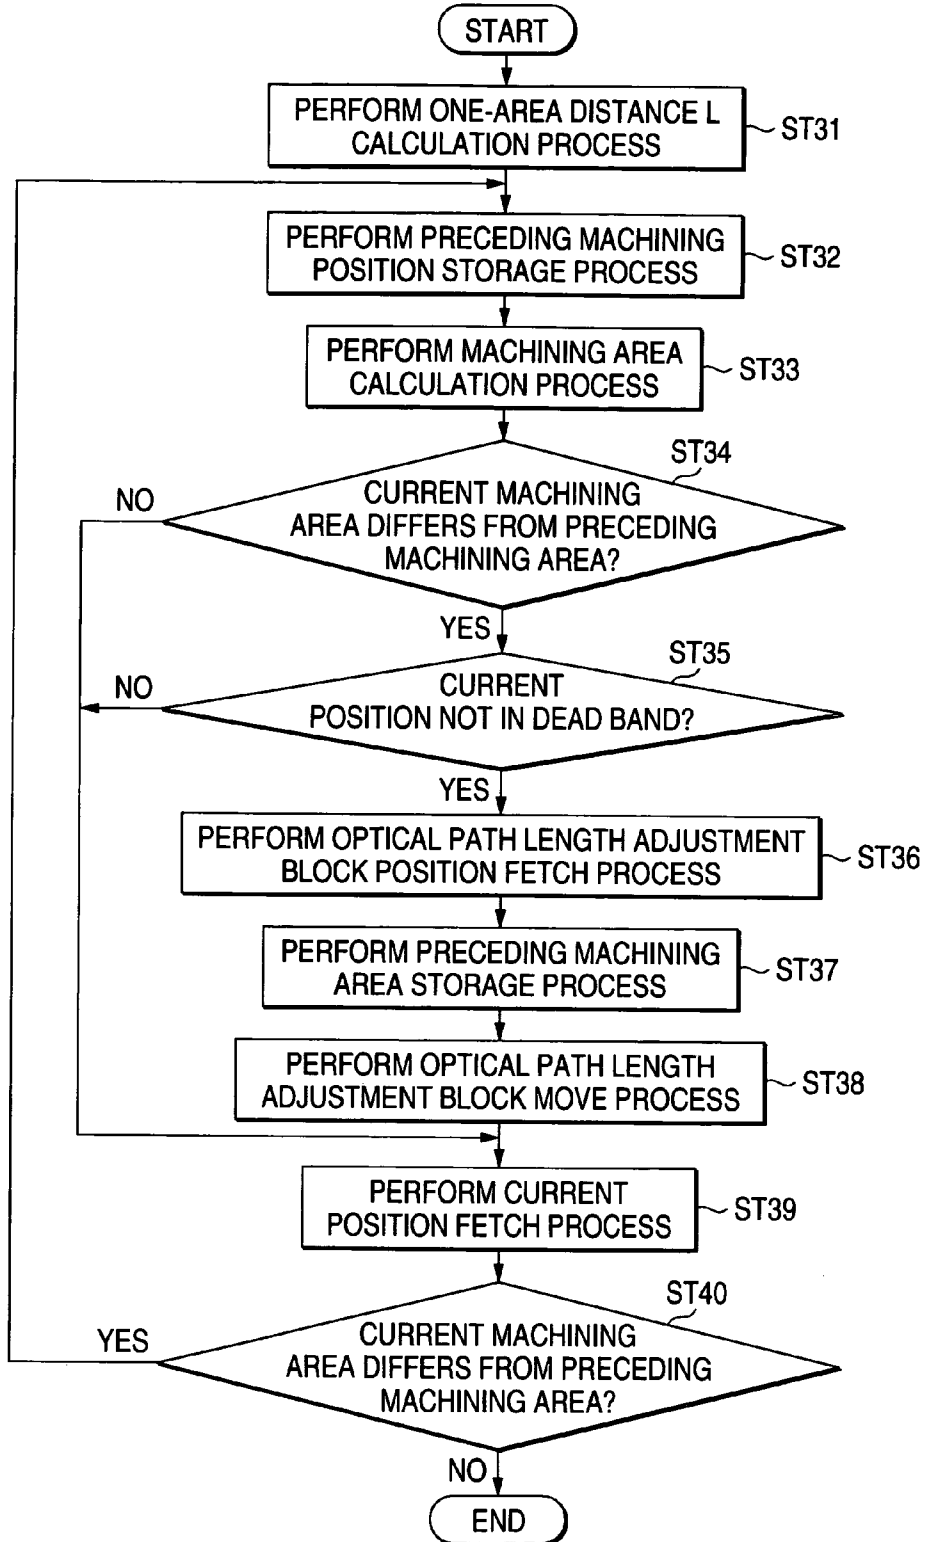 START
PERFORM ONE-AREA DISTANCE L
CALCULATION PROCESS
ST31
PERFORM PRECEDING MACHINING
POSITION STORAGE PROCESS
ST32
PERFORM MACHINING AREA
CALCULATION PROCESS
ST33
ST34
NO
CURRENT MACHINING
AREA DIFFERS FROM PRECEDING
MACHINING AREA?
YES
ST35
NO
CURRENT
POSITION NOT IN DEAD BAND?
YES
PERFORM OPTICAL PATH LENGTH ADJUSTMENT
BLOCK POSITION FETCH PROCESS
ST36
PERFORM PRECEDING MACHINING
AREA STORAGE PROCESS
ST37
PERFORM OPTICAL PATH LENGTH
ADJUSTMENT BLOCK MOVE PROCESS
ST38
PERFORM CURRENT
POSITION FETCH PROCESS
ST39
ST40
YES
CURRENT MACHINING
AREA DIFFERS FROM PRECEDING
MACHINING AREA?
NO
END